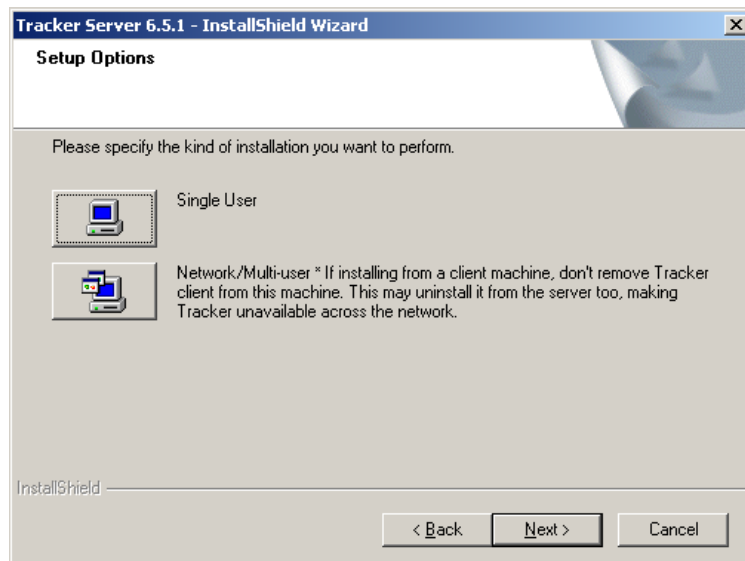 Tracker Server 6.5.1 - InstallShield Wizard
Setup Options
Please specify the kind of installation you want to perform.
Single User
Network/Multi-user * If installing from a client machine, don't remove Tracker
client from this machine. This may uninstall it from the server too, making
Tracker unavailable across the network.
InstallShield
< Back
Next >
Cancel